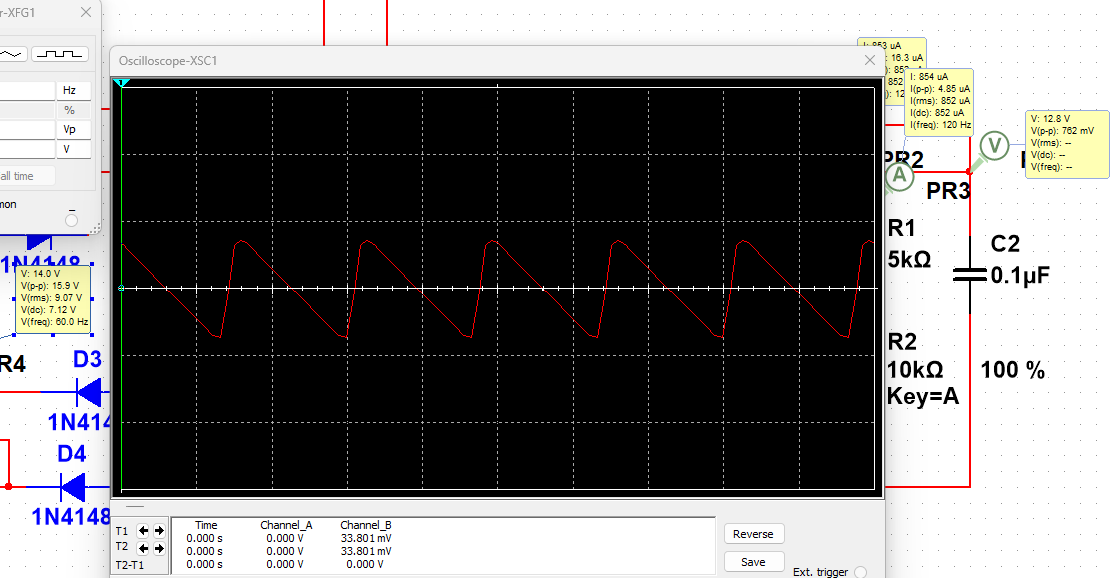 r-XFG1
Hz
%
Vp
V
all time
mon
_
1N4148
V: 14.0 V
V(p-p): 15.9 V
V(rms): 9.07 V
V(dc): 7.12 V
V(freq): 60.0 Hz
R4
D3
1N414
D4
1N4148
Oscilloscope-XSC1
1
T1
T2
T2-T1
Time Channel_A Channel_B
0.000 s 0.000 V 33.801 mV
0.000 s 0.000 V 33.801 mV
0.000 s 0.000 V 0.000 V
Reverse
Save
Ext. trigger
I: 853 uA
16.3 uA
852
): 12
I: 854 uA
I(p-p): 4.85 uA
I(rms): 852 uA
I(dc): 852 uA
I(freq): 120 Hz
V: 12.8 V
V(p-p): 762 mV
V(rms): --
V(dc): --
V(freq): --
V
PR2
A
PR3
R1
5kΩ
C2
0.1µF
R2
10kΩ
Key=A
100 %